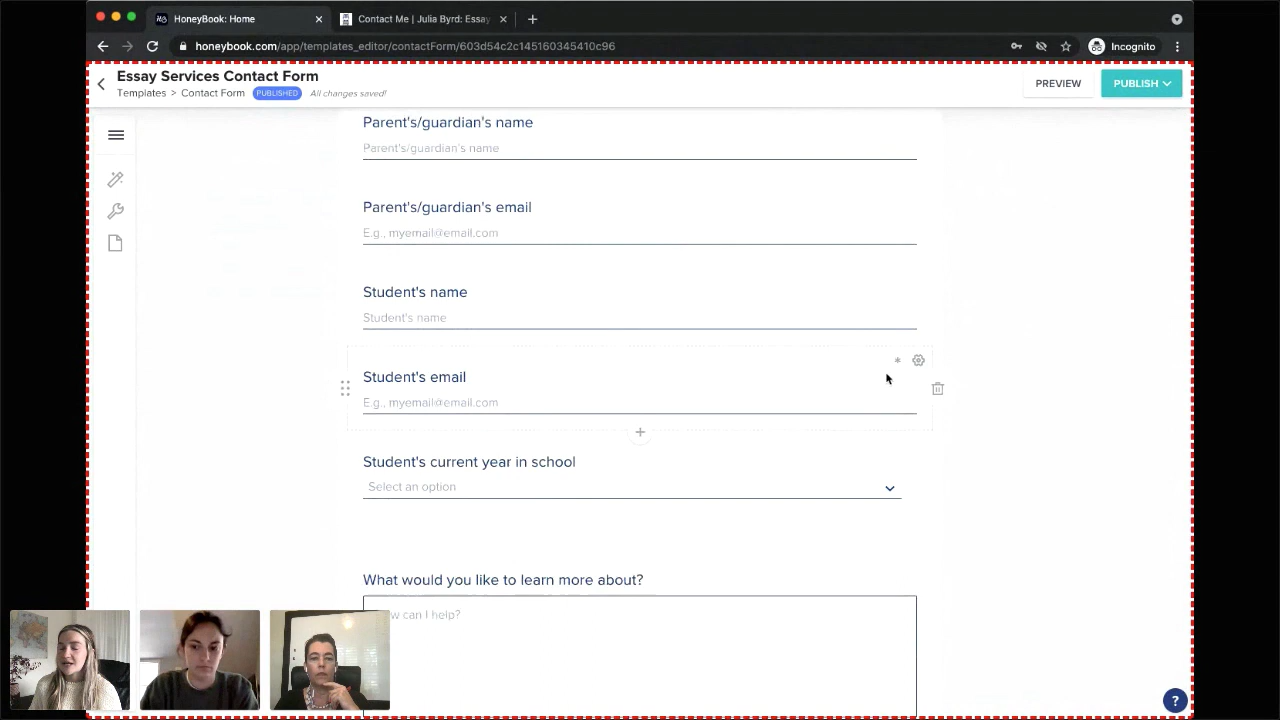 HoneyBook: Home
Contact Me | Julia Byrd: Essay
honeybook.com/app/templates_editor/contactForm/603d54c2c145160345410c96
Incognito
Essay Services Contact Form
Templates > Contact Form PUBLISHED All changes saved!
PREVIEW
PUBLISH
Parent's/guardian's name
Parent's/guardian's name
Parent's/guardian's email
E.g., myemail@email.com
Student's name
Student's name
*
Student's email
E.g., myemail@email.com
+
Student's current year in school
Select an option
What would you like to learn more about?
can I help?
?